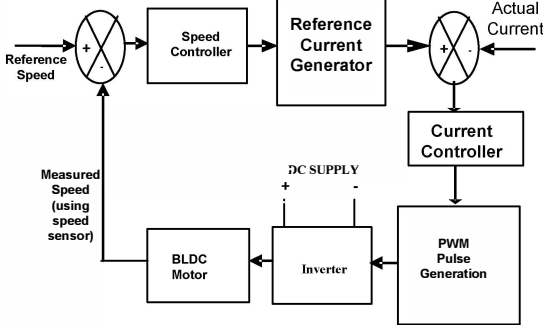 Actual
Current
Reference
Speed
+
-
Speed
Controller
Reference
Current
Generator
+
-
Current
Controller
DC SUPPLY
+
-
Measured
Speed
(using
speed
sensor)
BLDC
Motor
Inverter
PWM
Pulse
Generation